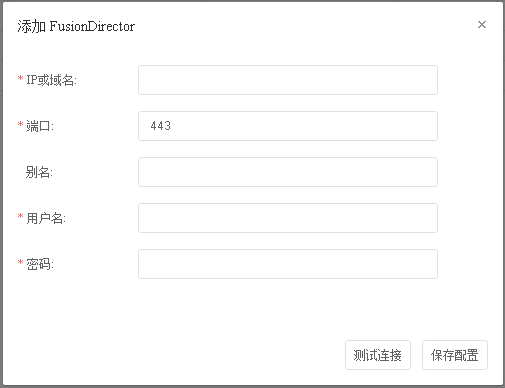 添加 FusionDirector
×
* IP或域名:
* 端口: 443
别名:
* 用户名:
* 密码:
测试连接 保存配置